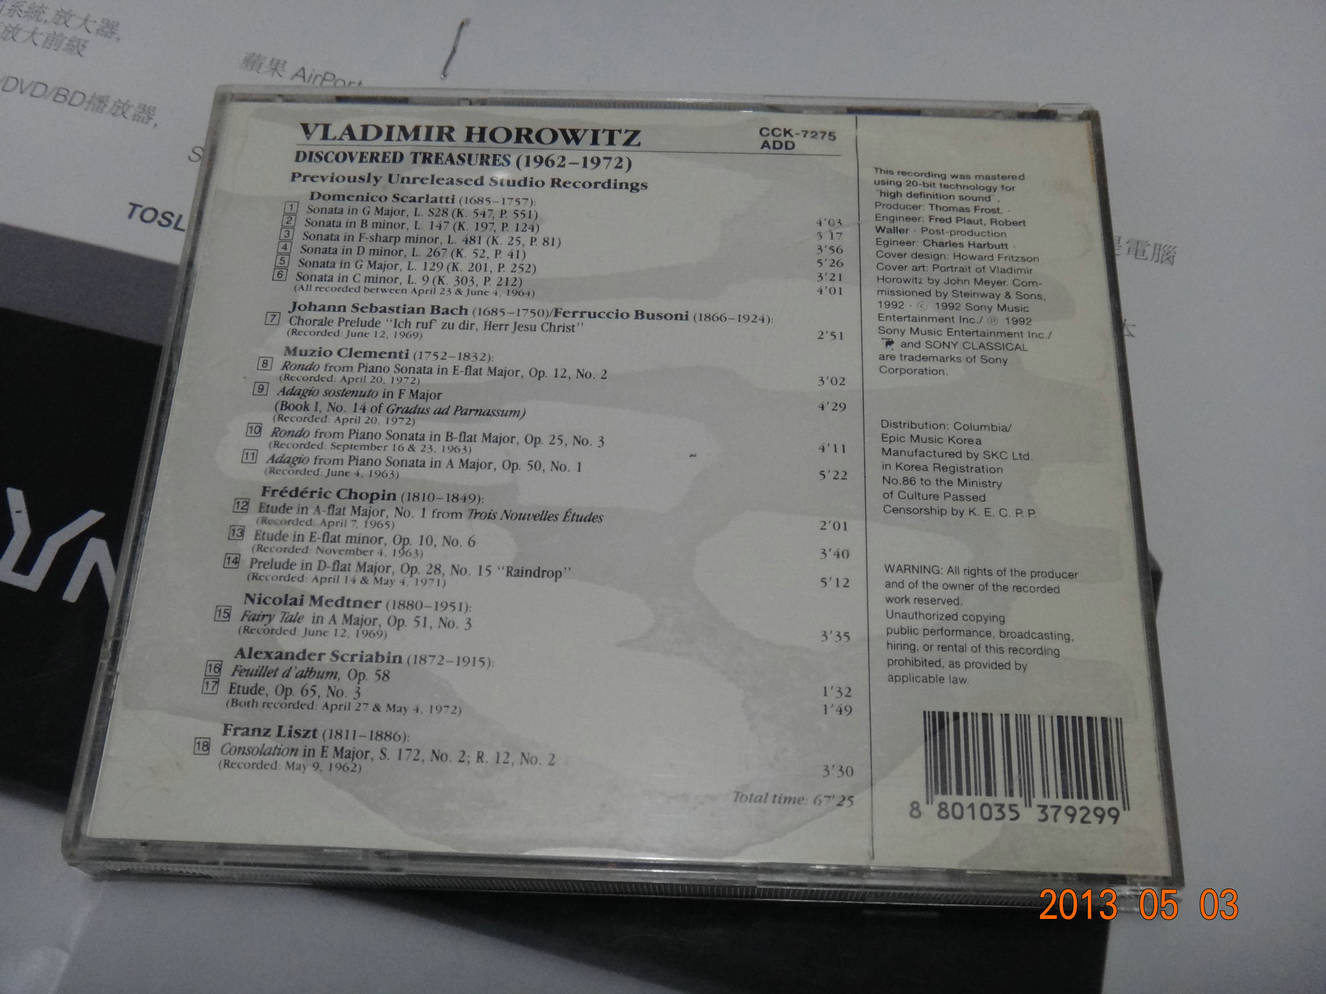 系統,放大器,
放大前級
/DVD/BD播放器,
蘋果 AirPort
TOSL
是電腦
本
VLADIMIR HOROWITZ
CCK-7275
ADD
DISCOVERED TREASURES (1962–1972)
Previously Unreleased Studio Recordings
Domenico Scarlatti (1685–1757):
1 Sonata in G Major, L. S28 (K. 547, P. 551) 4'03
2 Sonata in B minor, L. 147 (K. 197, P. 124) 5'17
3 Sonata in F-sharp minor, L. 481 (K. 25, P. 81) 3'56
4 Sonata in D minor, L. 267 (K. 52, P. 41) 5'26
5 Sonata in G Major, L. 129 (K. 201, P. 252) 3'21
6 Sonata in C minor, L. 9 (K. 303, P. 212) 4'01
(All recorded between April 23 & June 4, 1964)
Johann Sebastian Bach (1685–1750)/Ferruccio Busoni (1866–1924):
7 Chorale Prelude "Ich ruf' zu dir, Herr Jesu Christ" 2'51
(Recorded: June 12, 1969)
Muzio Clementi (1752–1832):
8 Rondo from Piano Sonata in E-flat Major, Op. 12, No. 2 3'02
(Recorded: April 20, 1972)
9 Adagio sostenuto in F Major 4'29
(Book I, No. 14 of Gradus ad Parnassum)
(Recorded: April 20, 1972)
10 Rondo from Piano Sonata in B-flat Major, Op. 25, No. 3 4'11
(Recorded: September 16 & 23, 1963)
11 Adagio from Piano Sonata in A Major, Op. 50, No. 1 5'22
(Recorded: June 4, 1963)
Frédéric Chopin (1810–1849):
12 Etude in A-flat Major, No. 1 from Trois Nouvelles Études 2'01
(Recorded: April 7, 1965)
13 Etude in E-flat minor, Op. 10, No. 6 3'40
(Recorded: November 4, 1963)
14 Prelude in D-flat Major, Op. 28, No. 15 "Raindrop" 5'12
(Recorded: April 14 & May 4, 1971)
Nicolai Medtner (1880–1951):
15 Fairy Tale in A Major, Op. 51, No. 3 3'35
(Recorded: June 12, 1969)
Alexander Scriabin (1872–1915):
16 Feuillet d'album, Op. 58 1'32
17 Etude, Op. 65, No. 3 1'49
(Both recorded: April 27 & May 4, 1972)
Franz Liszt (1811–1886):
18 Consolation in E Major, S. 172, No. 2; R. 12, No. 2 3'30
(Recorded: May 9, 1962)
Total time: 67'25
This recording was mastered
using 20-bit technology for
"high definition sound".
Producer: Thomas Frost. ·
Engineer: Fred Plaut, Robert
Waller · Post-production
Egineer: Charles Harbutt ·
Cover design: Howard Fritzson
Cover art: Portrait of Vladimir
Horowitz by John Meyer. Com-
missioned by Steinway & Sons,
1992 · © 1992 Sony Music
Entertainment Inc./ ℗ 1992
Sony Music Entertainment Inc./
and SONY CLASSICAL
are trademarks of Sony
Corporation.
Distribution: Columbia/
Epic Music Korea
Manufactured by SKC Ltd.
in Korea Registration
No.86 to the Ministry
of Culture Passed
Censorship by K. E. C. P. P.
WARNING: All rights of the producer
and of the owner of the recorded
work reserved.
Unauthorized copying
public performance, broadcasting,
hiring, or rental of this recording
prohibited, as provided by
applicable law.
8 801035 379299
2013 05 03